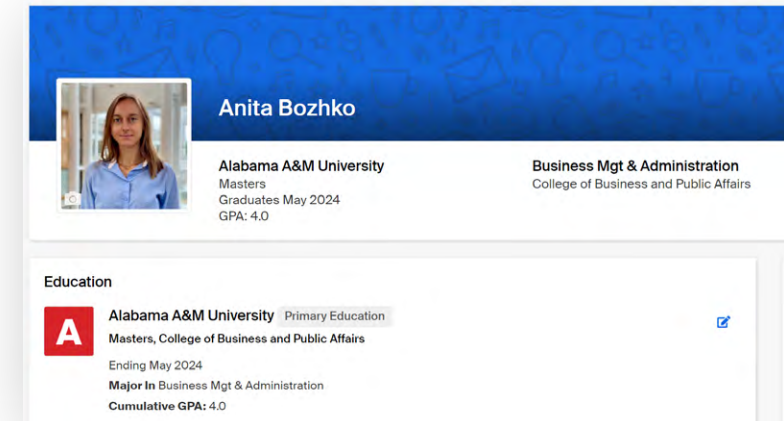 Anita Bozhko
Alabama A&M University
Masters
Graduates May 2024
GPA: 4.0
Business Mgt & Administration
College of Business and Public Affairs
Education
A
Alabama A&M University Primary Education
Masters, College of Business and Public Affairs
Ending May 2024
Major In Business Mgt & Administration
Cumulative GPA: 4.0